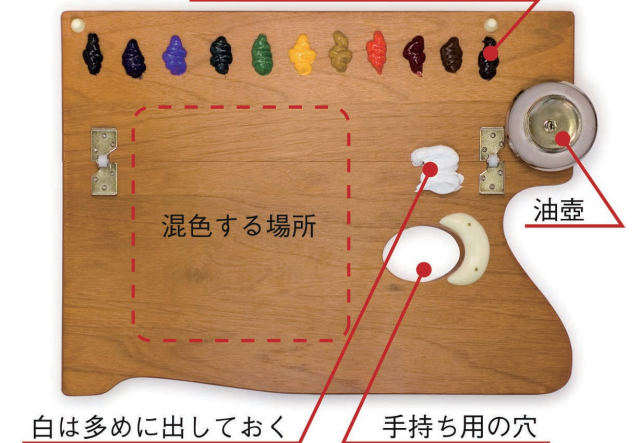 混色する場所
油壺
白は多めに出しておく
手持ち用の穴